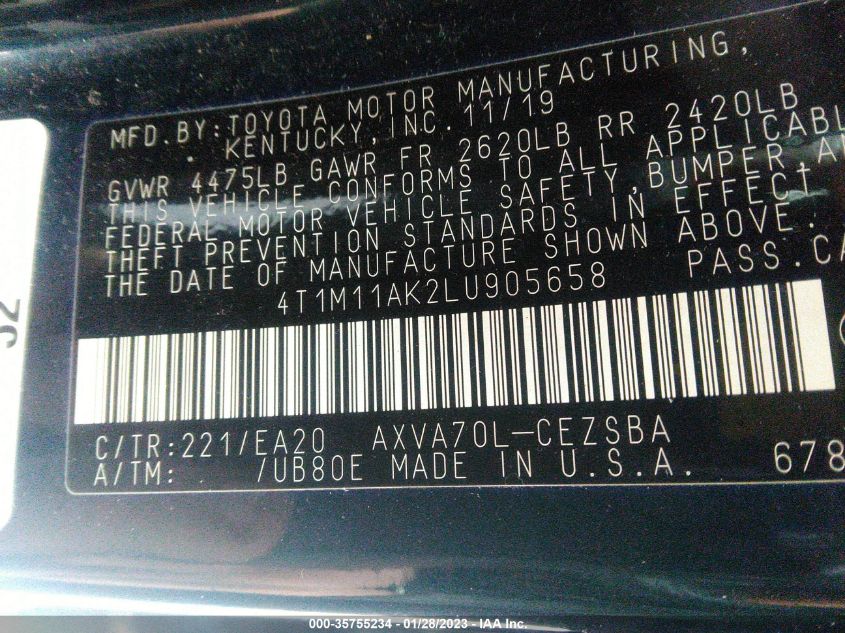 MFD.BY:TOYOTA MOTOR MANUFACTURING,
KENTUCKY,INC. 11/19
GVWR 4475LB GAWR FR 2620LB RR 2420LB
THIS VEHICLE CONFORMS TO ALL APPLICABL
FEDERAL MOTOR VEHICLE SAFETY,BUMPER,AN
THEFT PREVENTION STANDARDS IN EFFECT
THE DATE OF MANUFACTURE SHOWN ABOVE.
4T1M11AK2LU905658 PASS.CA
C/TR:221/EA20 AXVA70L-CEZSBA
A/TM: /UB80E MADE IN U.S.A. 678
52
000-35755234 - 01/28/2023 - IAA Inc.